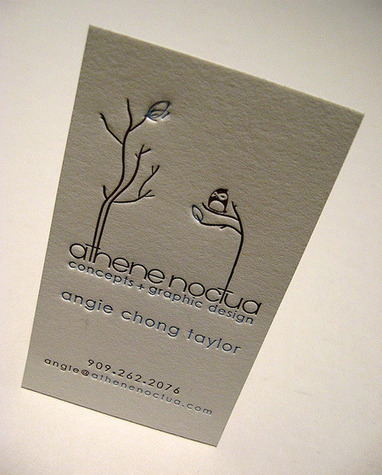 athene noctua
concepts + graphic design
angie chong taylor
909.262.2076
angie@athenenoctua.com